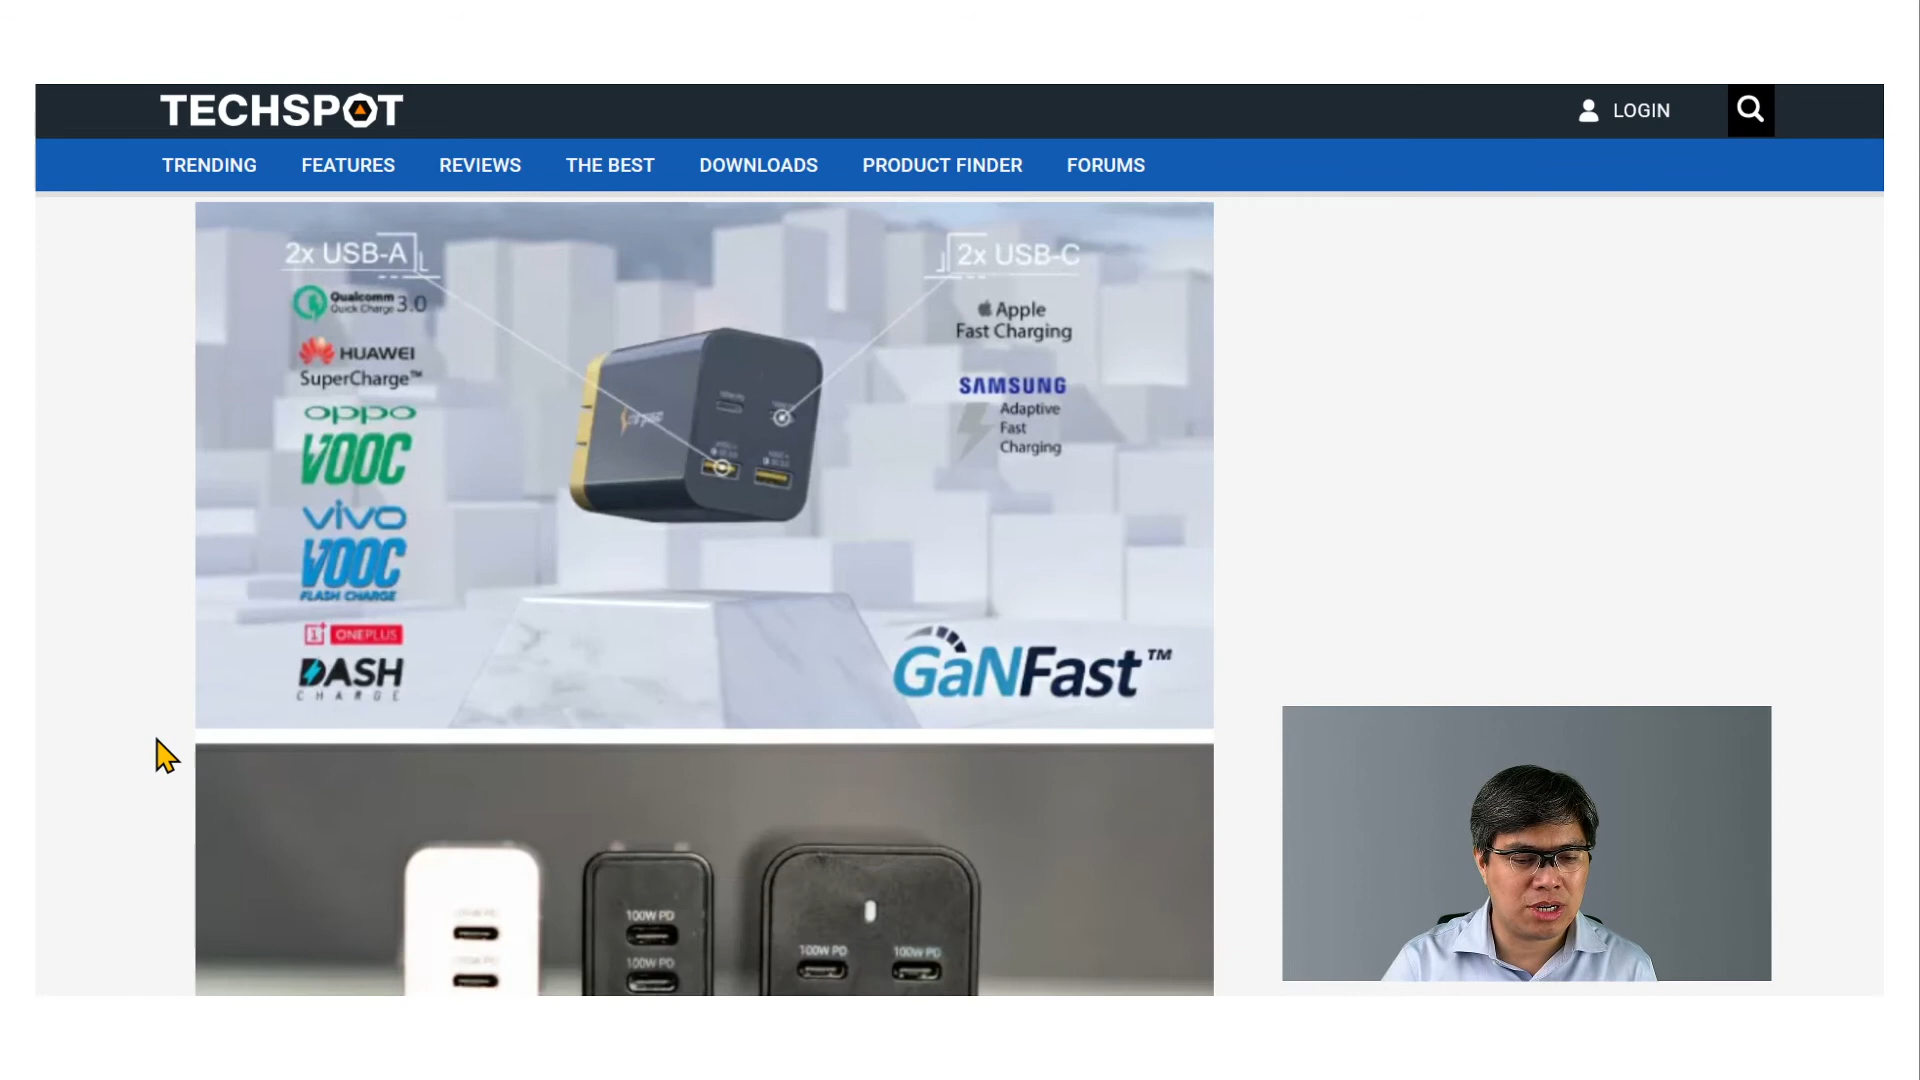 TECHSPOT
LOGIN
TRENDING FEATURES REVIEWS THE BEST DOWNLOADS PRODUCT FINDER FORUMS
2x USB-A
2x USB-C
Qualcomm
Quick Charge 3.0
HUAWEI
SuperCharge™
oppo
VOOC
vivo
VOOC
FLASH CHARGE
ONEPLUS
DASH
CHARGE
Apple
Fast Charging
SAMSUNG
Adaptive
Fast
Charging
GaNFast™
100W PD
100W PD
100W PD
100W PD